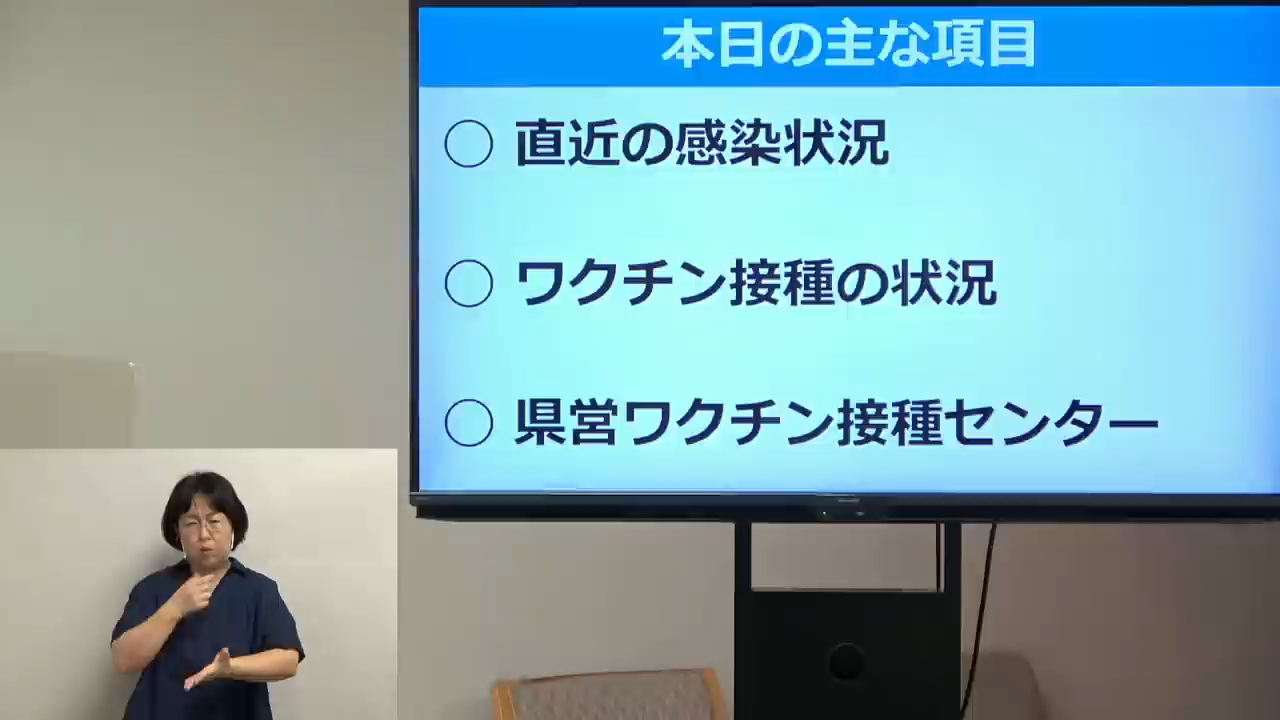 本日の主な項目
○ 直近の感染状況
○ ワクチン接種の状況
○ 県営ワクチン接種センター